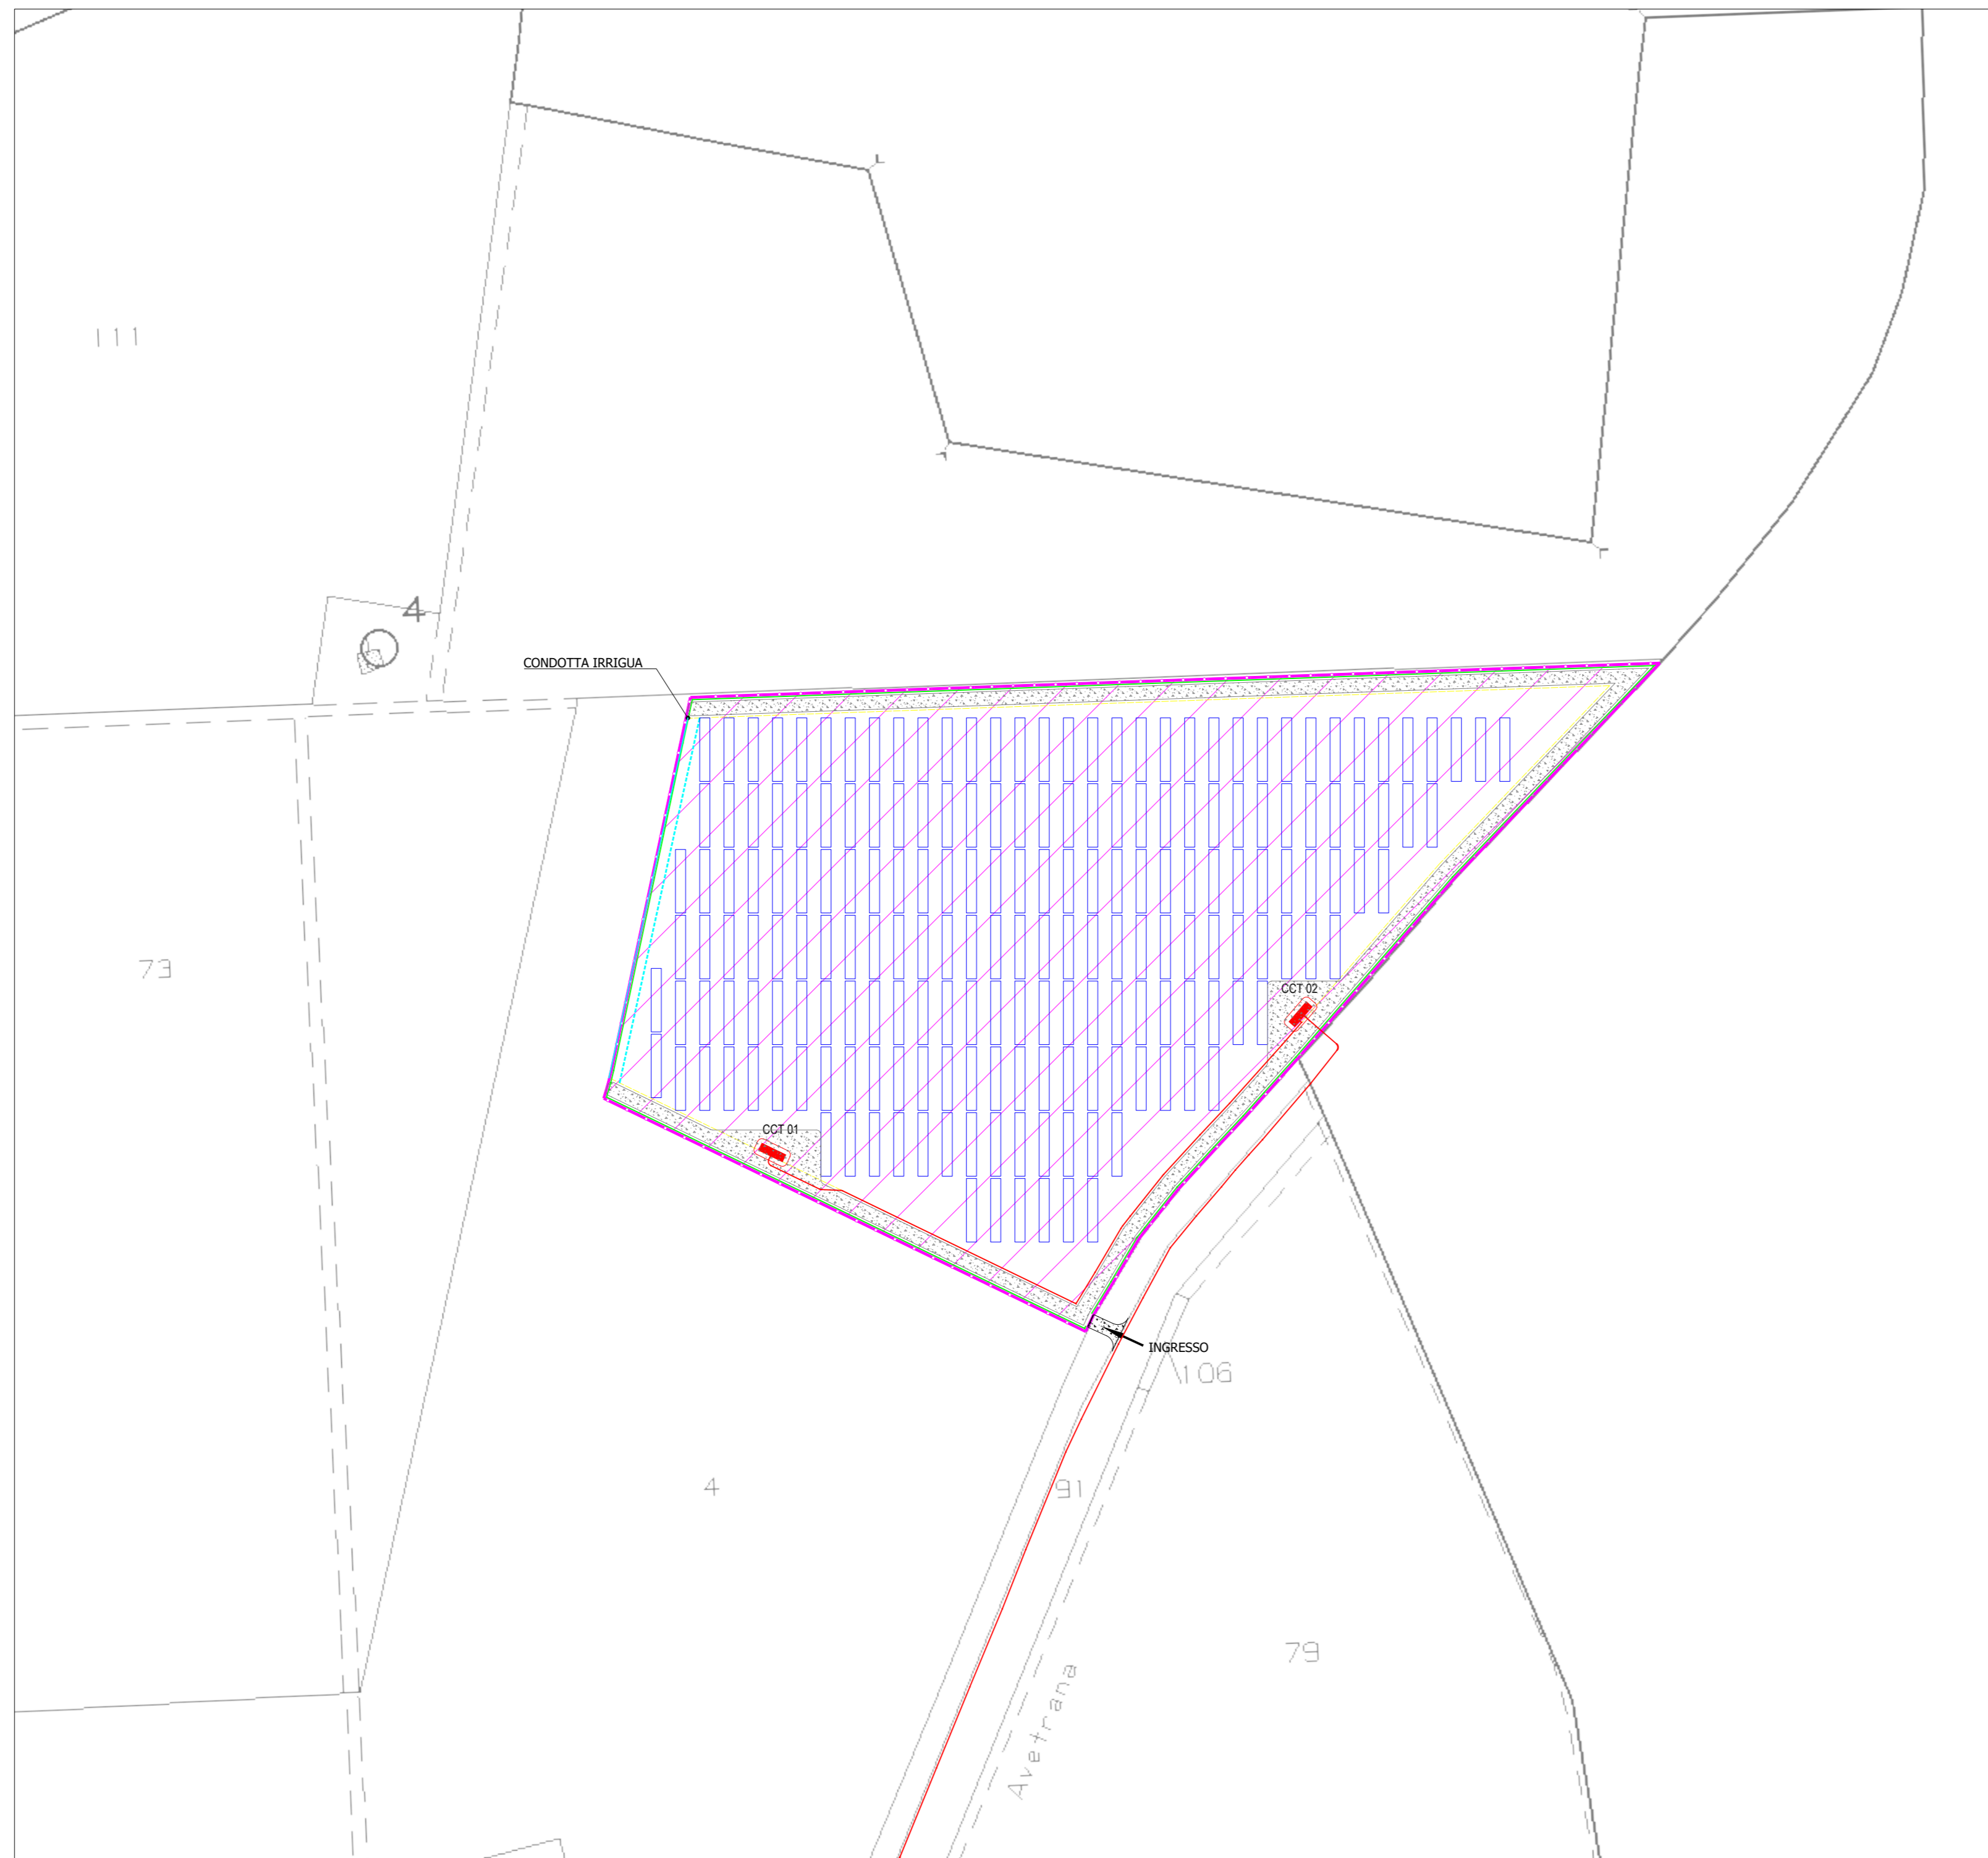 111
4
CONDOTTA IRRIGUA
73
CCT 02
CCT 01
INGRESSO
106
4
91
79
Avetrana